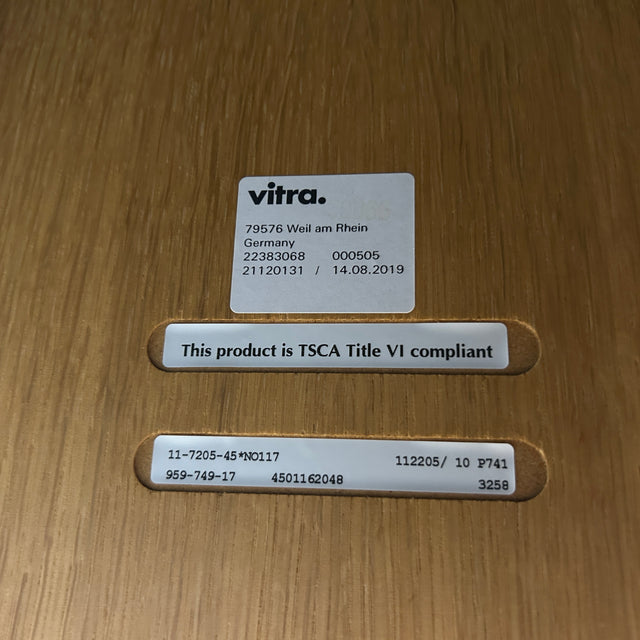 vitra.
79576 Weil am Rhein
Germany
22383068 000505
21120131 / 14.08.2019
This product is TSCA Title VI compliant
11-7205-45*NO117 112205/ 10 P741
959-749-17 4501162048 3258